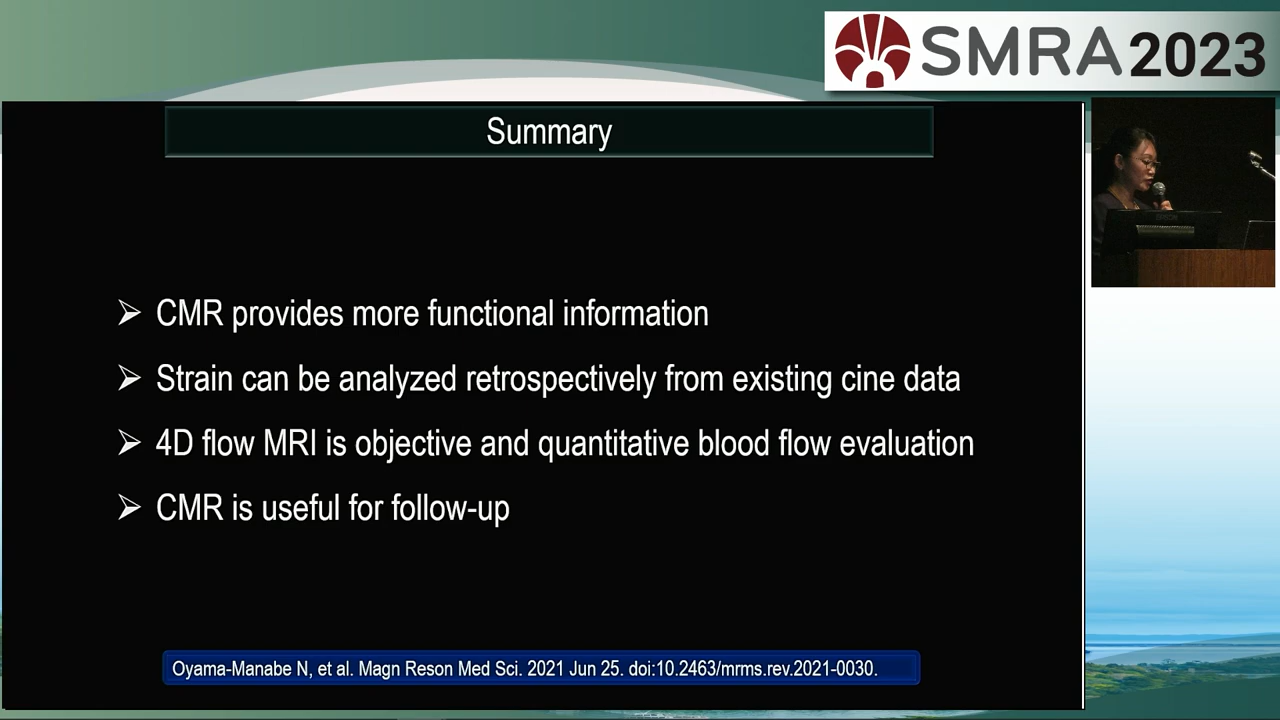 SMRA 2023
Summary
➢ CMR provides more functional information
➢ Strain can be analyzed retrospectively from existing cine data
➢ 4D flow MRI is objective and quantitative blood flow evaluation
➢ CMR is useful for follow-up
Oyama-Manabe N, et al. Magn Reson Med Sci. 2021 Jun 25. doi:10.2463/mrms.rev.2021-0030.